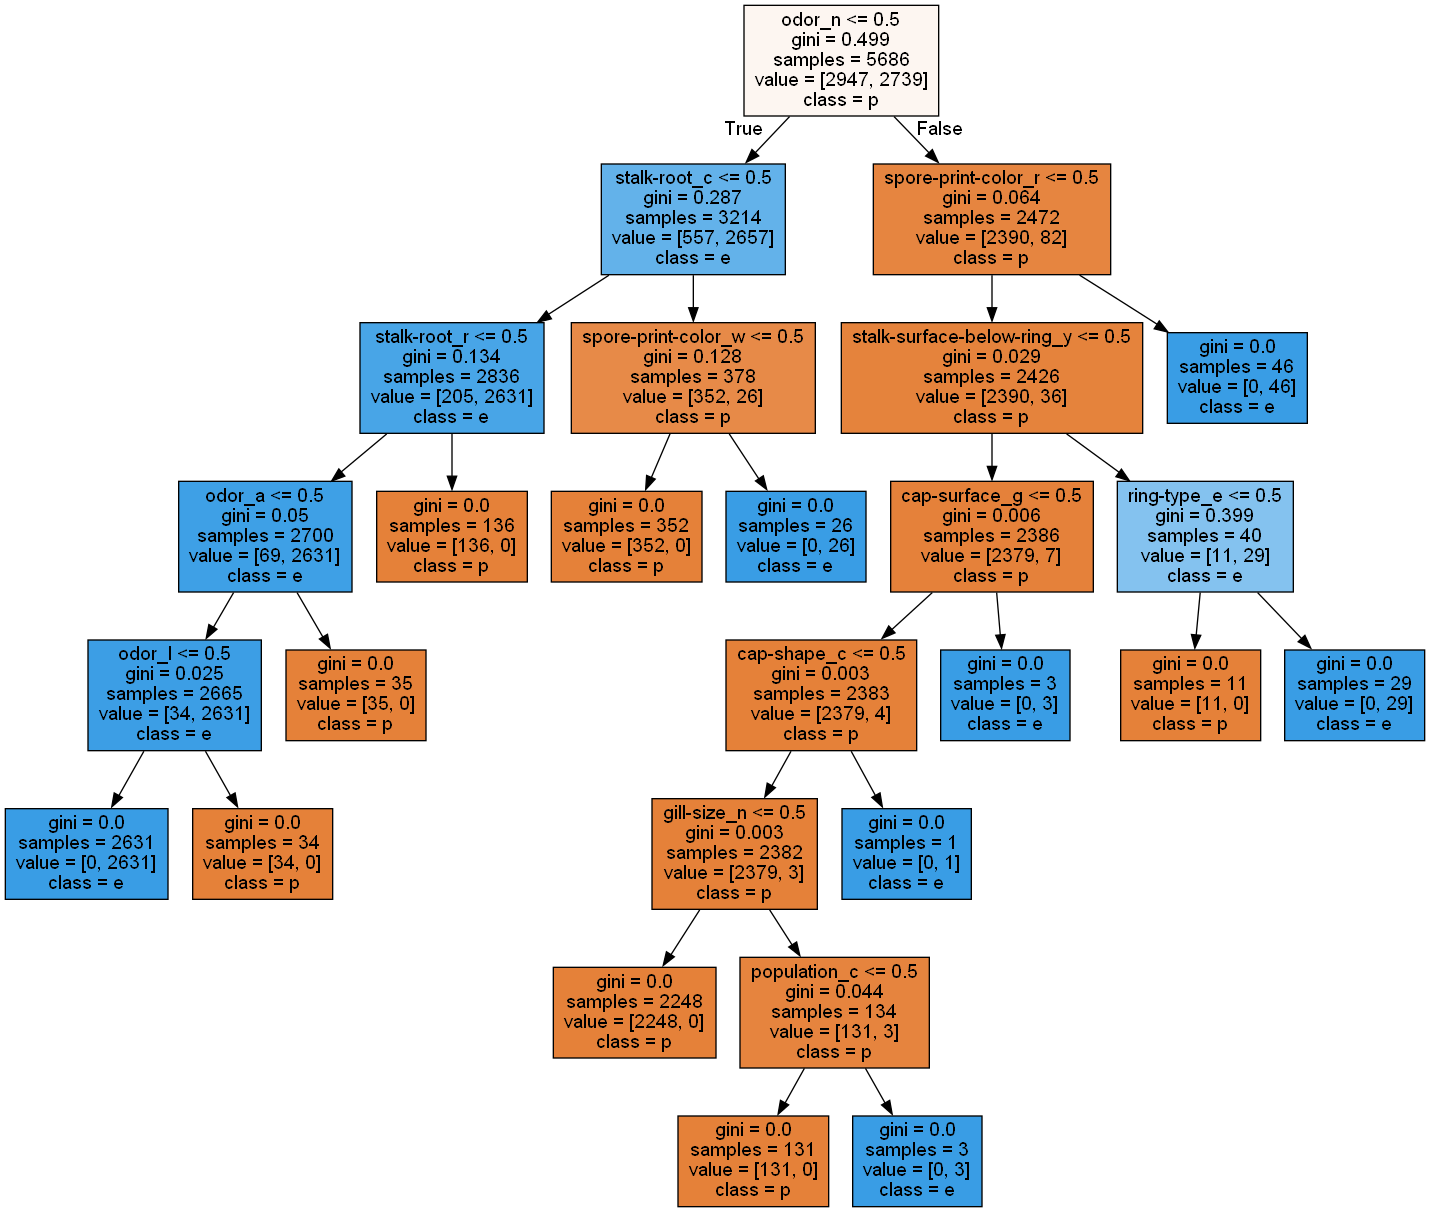 odor_n <= 0.5
gini = 0.499
samples = 5686
value = [2947, 2739]
class = p
True
False
stalk-root_c <= 0.5
gini = 0.287
samples = 3214
value = [557, 2657]
class = e
spore-print-color_r <= 0.5
gini = 0.064
samples = 2472
value = [2390, 82]
class = p
stalk-root_r <= 0.5
gini = 0.134
samples = 2836
value = [205, 2631]
class = e
spore-print-color_w <= 0.5
gini = 0.128
samples = 378
value = [352, 26]
class = p
stalk-surface-below-ring_y <= 0.5
gini = 0.029
samples = 2426
value = [2390, 36]
class = p
gini = 0.0
samples = 46
value = [0, 46]
class = e
odor_a <= 0.5
gini = 0.05
samples = 2700
value = [69, 2631]
class = e
gini = 0.0
samples = 136
value = [136, 0]
class = p
gini = 0.0
samples = 352
value = [352, 0]
class = p
gini = 0.0
samples = 26
value = [0, 26]
class = e
cap-surface_g <= 0.5
gini = 0.006
samples = 2386
value = [2379, 7]
class = p
ring-type_e <= 0.5
gini = 0.399
samples = 40
value = [11, 29]
class = e
odor_l <= 0.5
gini = 0.025
samples = 2665
value = [34, 2631]
class = e
gini = 0.0
samples = 35
value = [35, 0]
class = p
cap-shape_c <= 0.5
gini = 0.003
samples = 2383
value = [2379, 4]
class = p
gini = 0.0
samples = 3
value = [0, 3]
class = e
gini = 0.0
samples = 11
value = [11, 0]
class = p
gini = 0.0
samples = 29
value = [0, 29]
class = e
gini = 0.0
samples = 2631
value = [0, 2631]
class = e
gini = 0.0
samples = 34
value = [34, 0]
class = p
gill-size_n <= 0.5
gini = 0.003
samples = 2382
value = [2379, 3]
class = p
gini = 0.0
samples = 1
value = [0, 1]
class = e
gini = 0.0
samples = 2248
value = [2248, 0]
class = p
population_c <= 0.5
gini = 0.044
samples = 134
value = [131, 3]
class = p
gini = 0.0
samples = 131
value = [131, 0]
class = p
gini = 0.0
samples = 3
value = [0, 3]
class = e